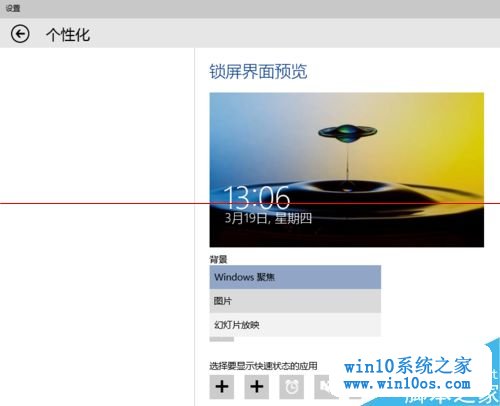 设置
个性化
锁屏界面预览
13:06
3月19日, 星期四
背景
Windows 聚焦
图片
幻灯片放映
选择要显示快速状态的应用
win10系统之家
www.win10os.com
脚本之家